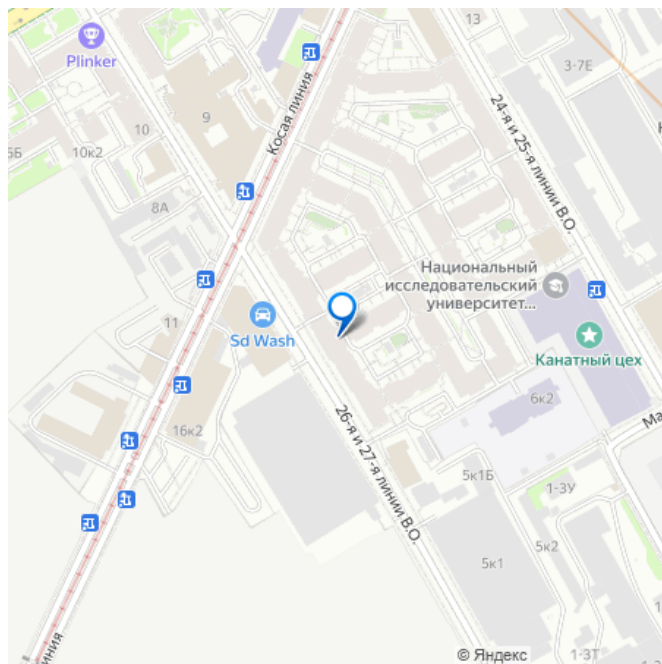 13
3-7Е
Plinker
9
Косая линия
10
10к2
5Б
24-я и 25-я линии В.О.
8А
Национальный
исследовательский
университет...
11
Sd Wash
Канатный цех
6к2
Ма
26-я и 27-я линии В.О.
16к2
5к1Б
1-3У
5к2
5к1
1-3Т
линия
© Яндекс